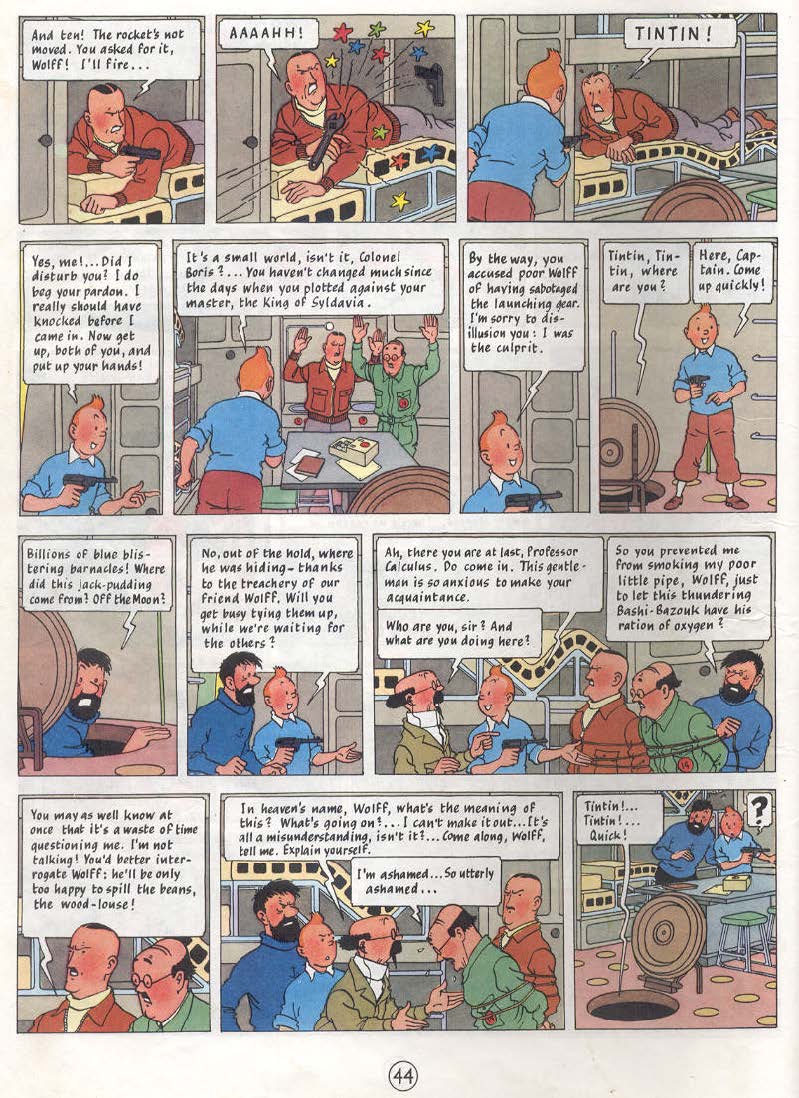 And ten! The rocket's not
moved. You asked for it,
Wolff! I'll fire...
AAAAHH!
TINTIN!
Yes, me!... Did I
disturb you? I do
beg your pardon. I
really should have
knocked before I
came in. Now get
up, both of you, and
put up your hands!
It's a small world, isn't it, Colonel
Boris?... You haven't changed much since
the days when you plotted against your
master, the King of Syldavia.
By the way, you
accused poor Wolff
of having sabotaged
the launching gear.
I'm sorry to dis-
illusion you: I was
the culprit.
Tintin, Tin-
tin, where
are you?
Here, Cap-
tain. Come
up quickly!
Billions of blue blis-
tering barnacles! Where
did this jack-pudding
come from? Off the Moon?
No, out of the hold, where
he was hiding - thanks
to the treachery of our
friend Wolff. Will you
get busy tying them up,
while we're waiting for
the others?
Ah, there you are at last, Professor
Calculus. Do come in. This gentle-
man is so anxious to make your
acquaintance.
Who are you, sir? And
what are you doing here?
So you prevented me
from smoking my poor
little pipe, Wolff, just
to let this thundering
Bashi-Bazouk have his
ration of oxygen?
You may as well know at
once that it's a waste of time
questioning me. I'm not
talking! You'd better inter-
rogate Wolff: he'll be only
too happy to spill the beans,
the wood-louse!
In heaven's name, Wolff, what's the meaning of
this? What's going on?... I can't make it out... It's
all a misunderstanding, isn't it?... Come along, Wolff,
tell me. Explain yourself.
I'm ashamed... So utterly
ashamed...
Tintin!...
Tintin!...
Quick!
?
44